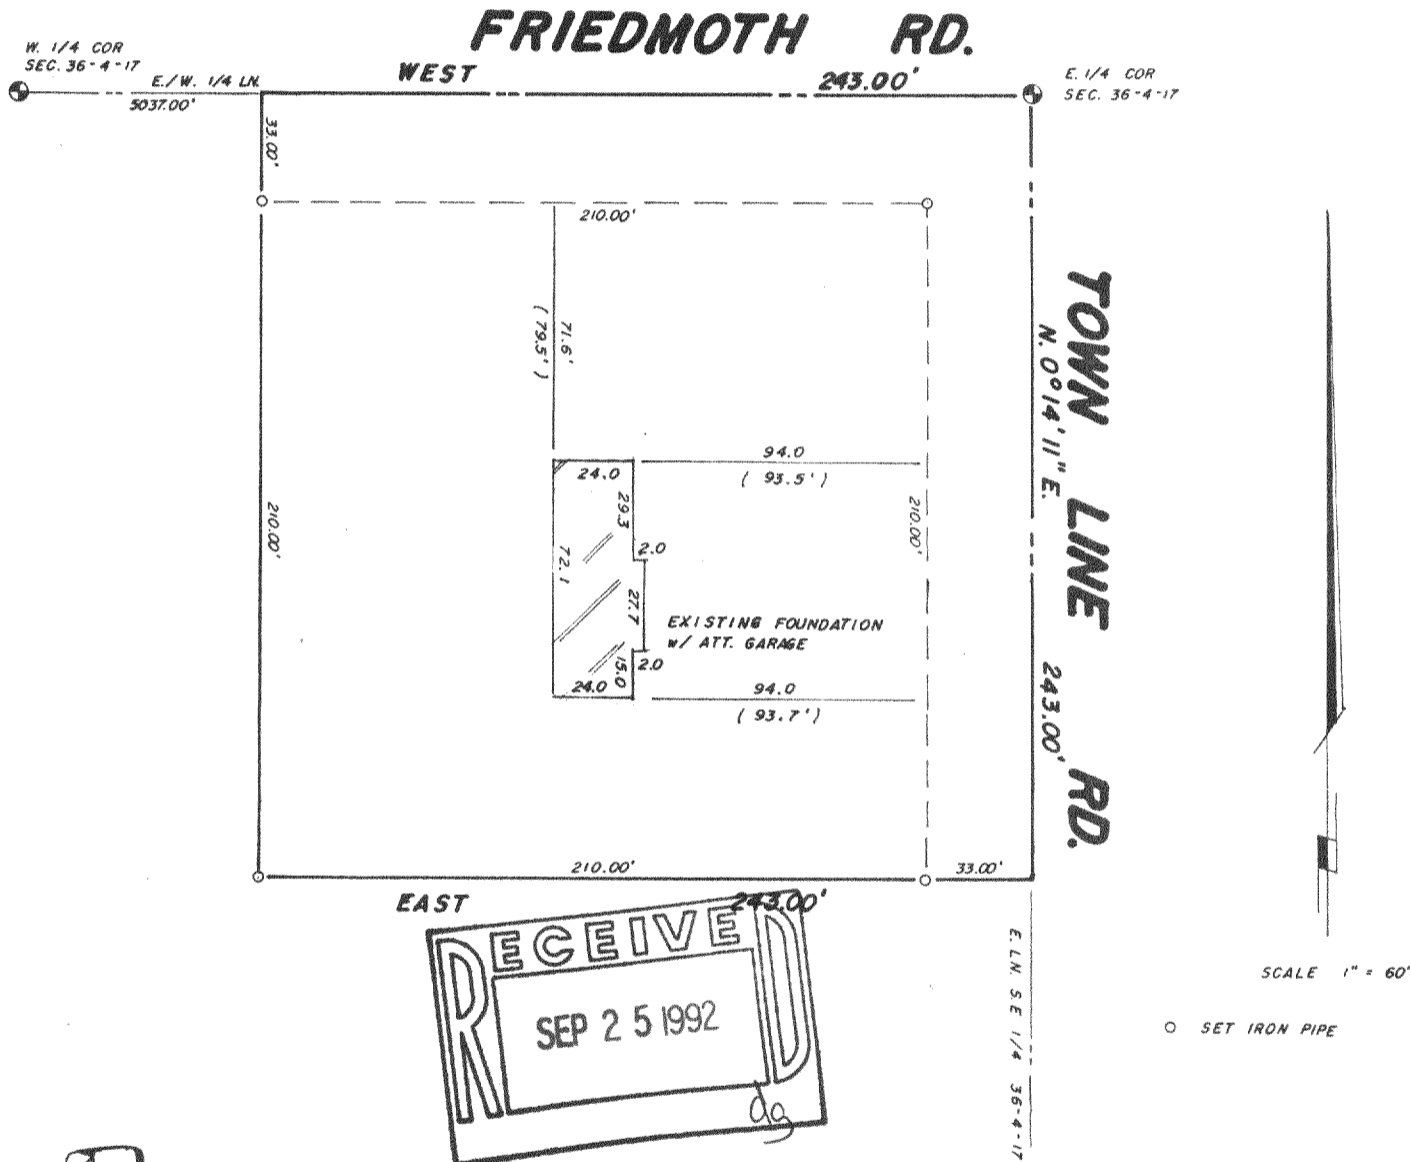 FRIEDMOTH RD.
W. 1/4 COR
SEC. 36-4-17
E./W. 1/4 LN.
5037.00'
WEST
243.00'
E. 1/4 COR
SEC. 36-4-17
33.00'
210.00'
71.6'
(79.5')
TOWN LINE RD.
N. 0°14'11" E.
243.00'
94.0
(93.5')
24.0
29.3
2.0
210.00'
210.00'
72.1
27.7
EXISTING FOUNDATION
w/ ATT. GARAGE
2.0
15.0
24.0
94.0
(93.7')
210.00'
33.00'
EAST
243.00'
RECEIVED
SEP 25 1992
dg
E. LN. S.E 1/4 36-4-17
SCALE 1" = 60'
SET IRON PIPE